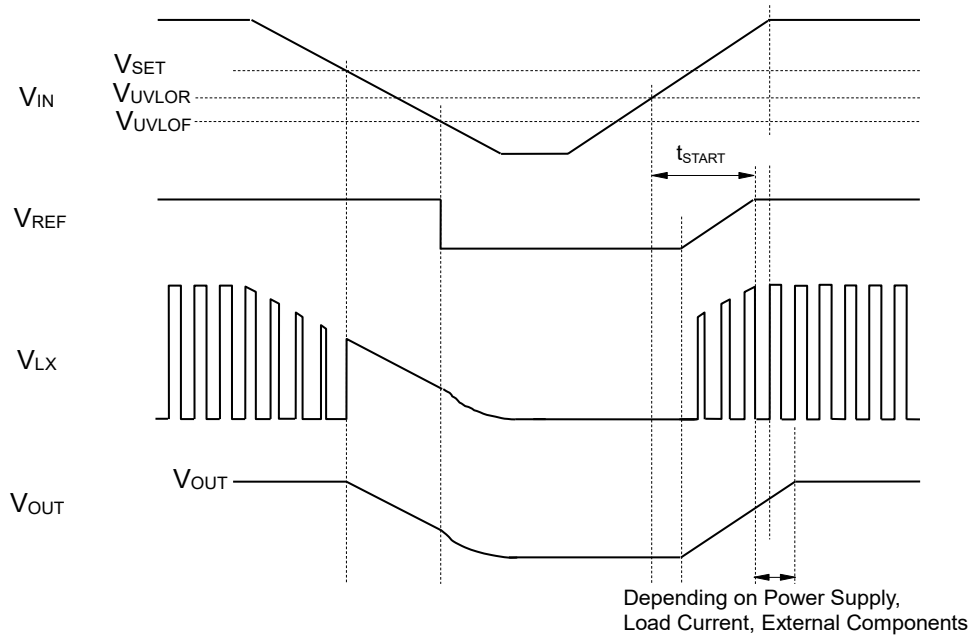 VSET
VIN
VUVLOR
VUVLOF
tSTART
VREF
VLX
VOUT
VOUT
Depending on Power Supply,
Load Current, External Components